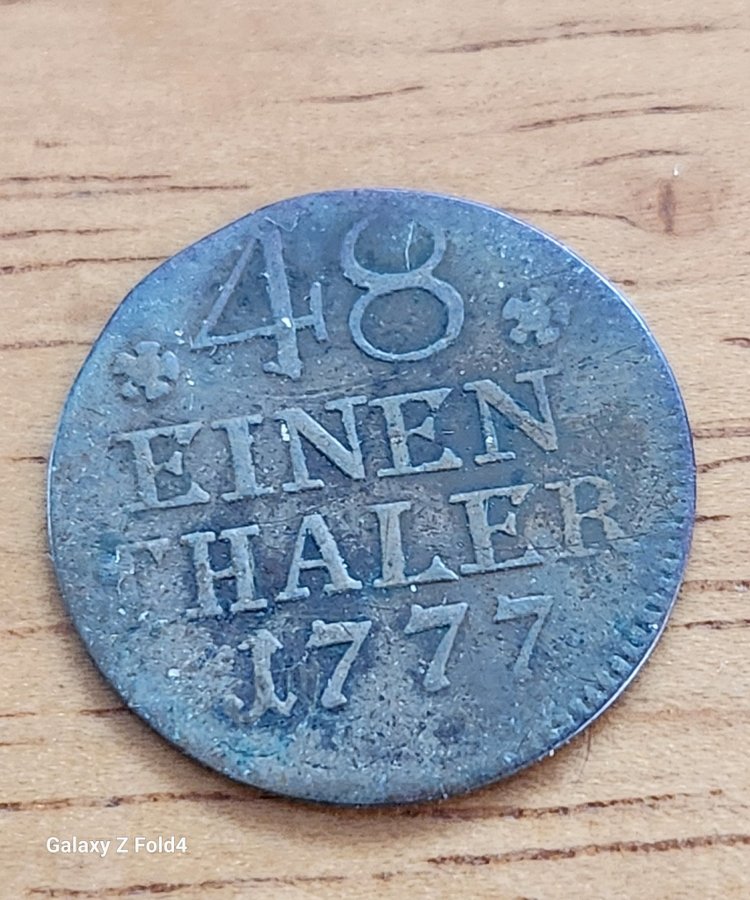 48
EINEN
THALER
1777
Galaxy Z Fold4